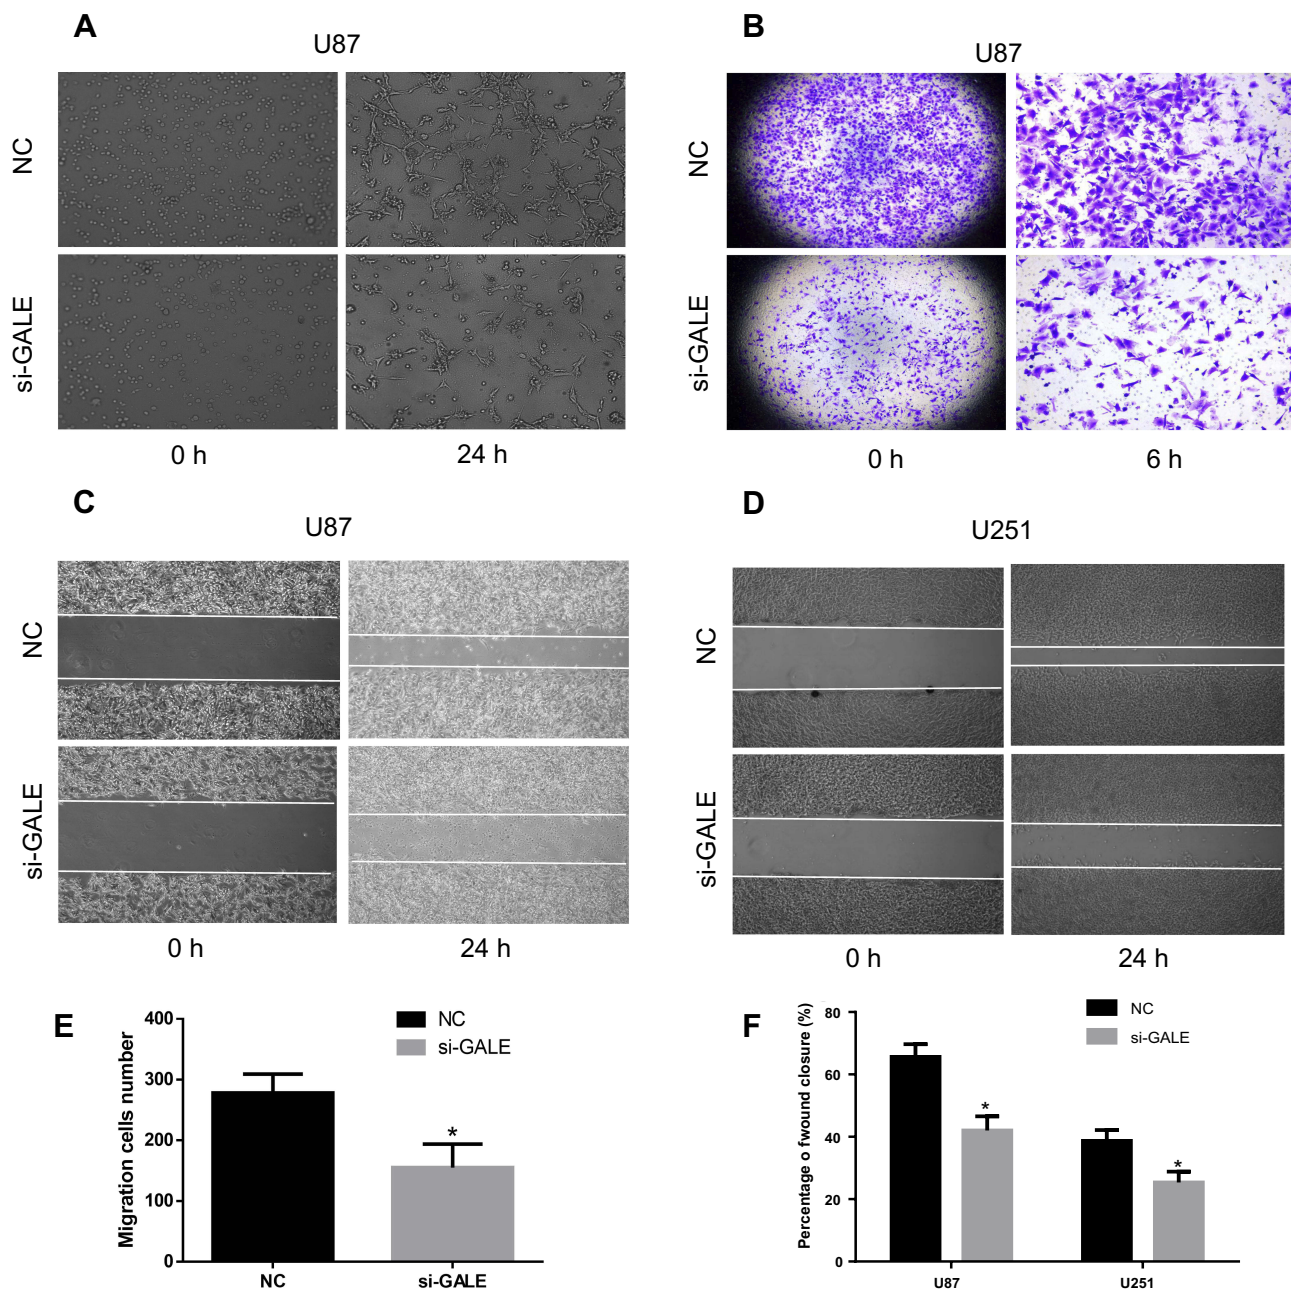 A
U87
NC
si-GALE
0 h
24 h
B
U87
NC
si-GALE
0 h
6 h
C
U87
NC
si-GALE
0 h
24 h
D
U251
NC
si-GALE
0 h
24 h
E
Migration cells number
400
300
200
100
0
NC
si-GALE
*
NC
si-GALE
F
Percentage o fwound closure (%)
80
60
40
20
0
NC
si-GALE
*
*
U87
U251